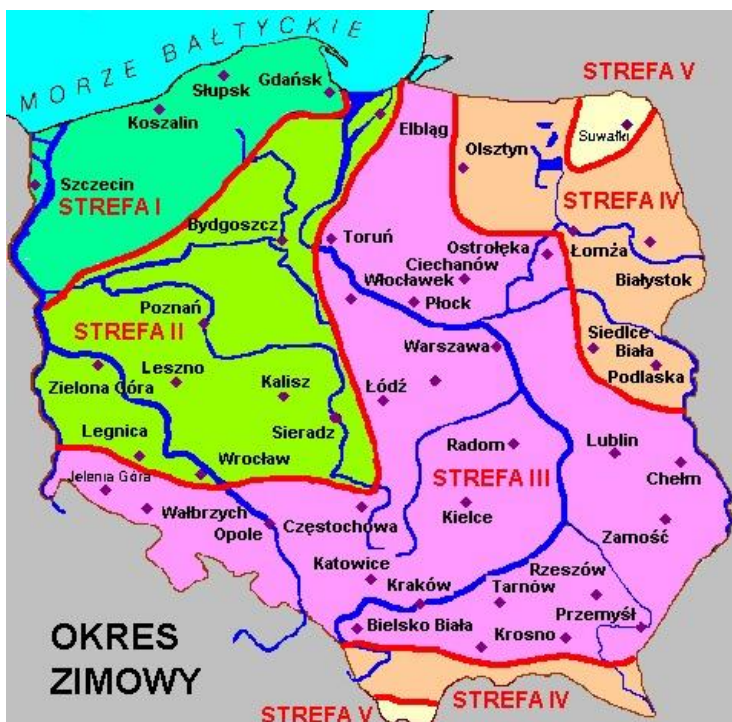 MORZE BAŁTYCKIE
STREFA V
Słupsk
Gdańsk
Koszalin
Elbląg
Suwałki
Olsztyn
Szczecin
STREFA I
STREFA IV
Bydgoszcz
Toruń
Ostrołęka
Łomża
Ciechanów
Włocławek
Białystok
Płock
Poznań
STREFA II
Siedlce
Warszawa
Biała
Podlaska
Leszno
Zielona Góra
Kalisz
Łódź
Sieradz
Legnica
Radom
Lublin
Wrocław
STREFA III
Chełm
Jelenia Góra
Wałbrzych
Częstochowa
Kielce
Opole
Zamość
Katowice
Rzeszów
Kraków
Tarnów
Przemyśl
Bielsko Biała
Krosno
OKRES
ZIMOWY
STREFA IV
STREFA V